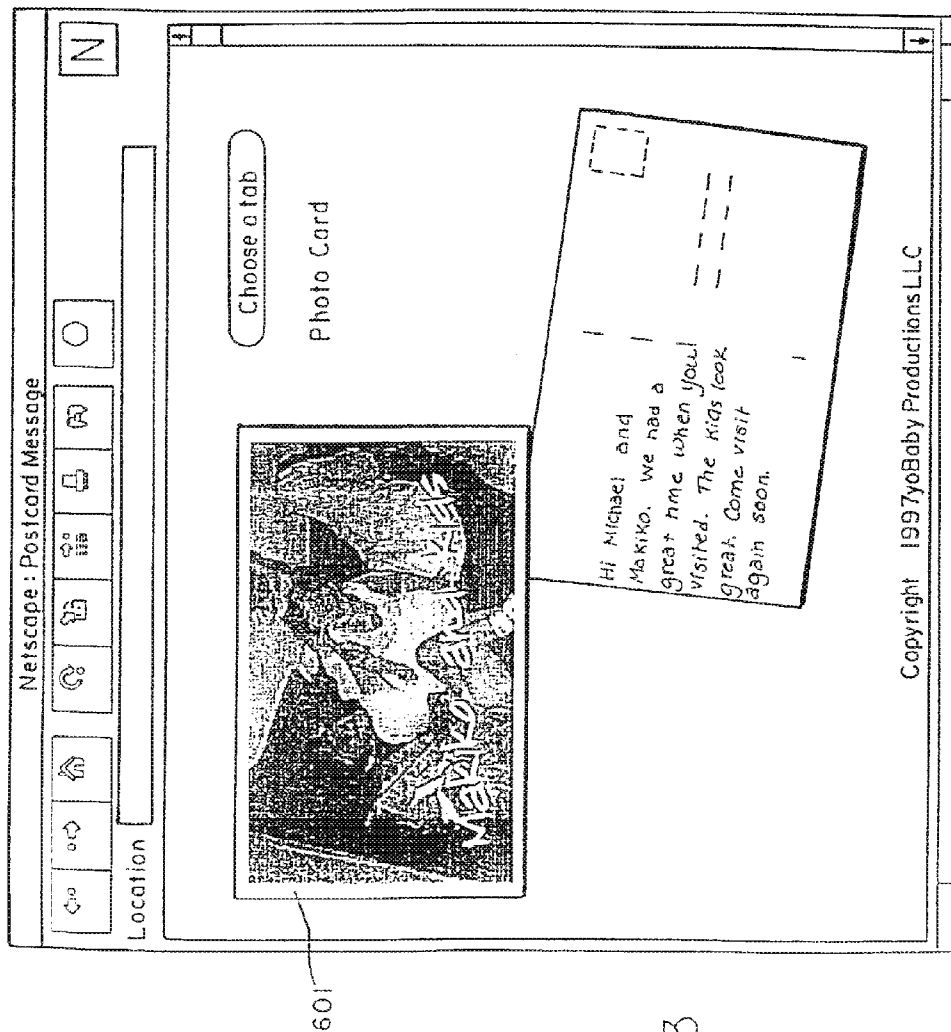 Netscape : Postcard Message
N
Location
Choose a tab
Photo Card
601
Hi Michael and
Makiko. We had a
great time when you
visited. The kids look
great. Come visit
again soon.
Copyright 1997yoBaby Productions LLC
3